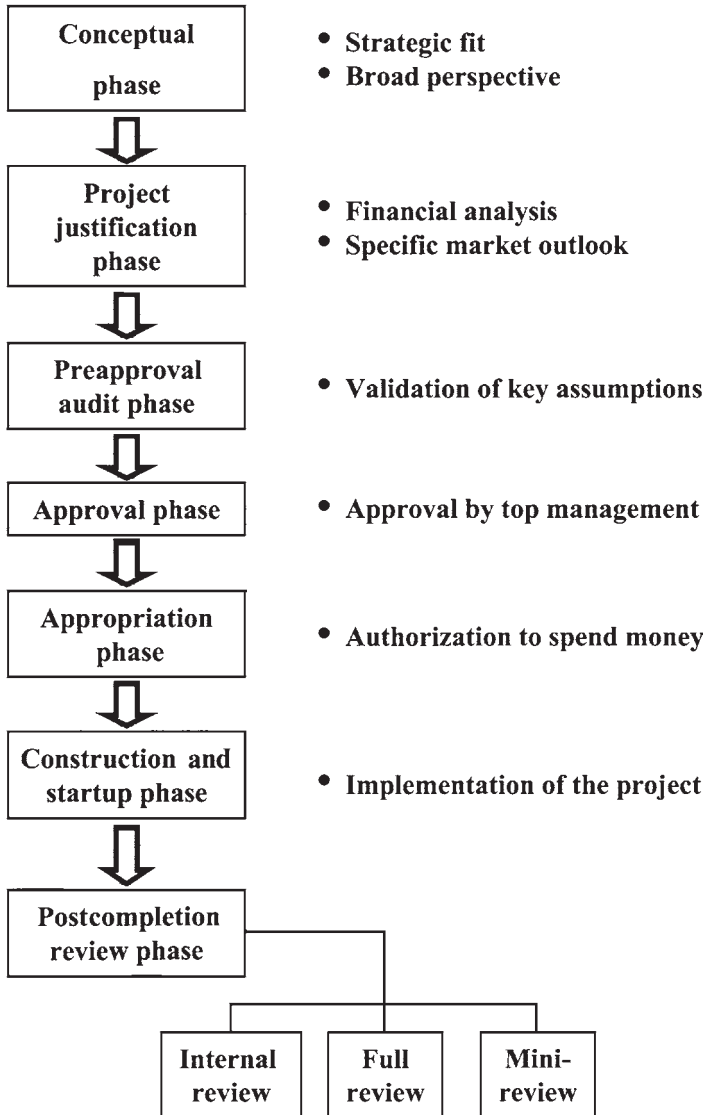 Conceptual
phase
• Strategic fit
• Broad perspective
Project
justification
phase
• Financial analysis
• Specific market outlook
Preapproval
audit phase
• Validation of key assumptions
Approval phase
• Approval by top management
Appropriation
phase
• Authorization to spend money
Construction and
startup phase
• Implementation of the project
Postcompletion
review phase
Internal
review
Full
review
Mini-
review